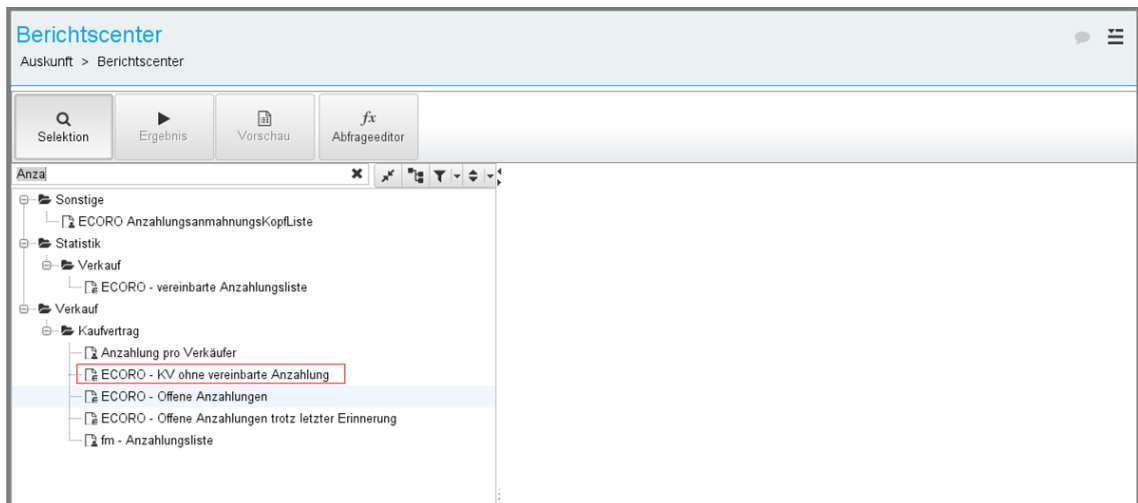 Berichtscenter
Auskunft > Berichtscenter
Selektion
Ergebnis
Vorschau
fx
Abfrageeditor
Anza
Sonstige
ECORO AnzahlungsanmahnungsKopfListe
Statistik
Verkauf
ECORO - vereinbarte Anzahlungsliste
Verkauf
Kaufvertrag
Anzahlung pro Verkäufer
ECORO - KV ohne vereinbarte Anzahlung
ECORO - Offene Anzahlungen
ECORO - Offene Anzahlungen trotz letzter Erinnerung
fm - Anzahlungsliste